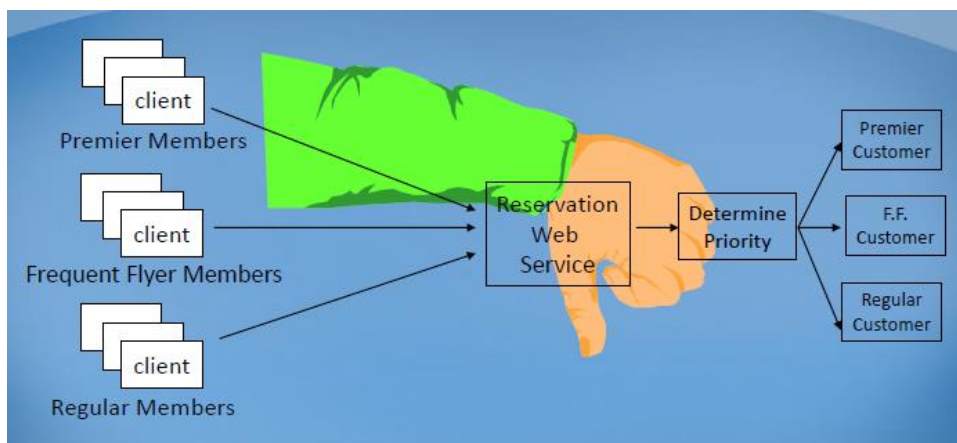 client
Premier Members
client
Frequent Flyer Members
client
Regular Members
Reservation
Web
Service
Determine
Priority
Premier
Customer
F.F.
Customer
Regular
Customer